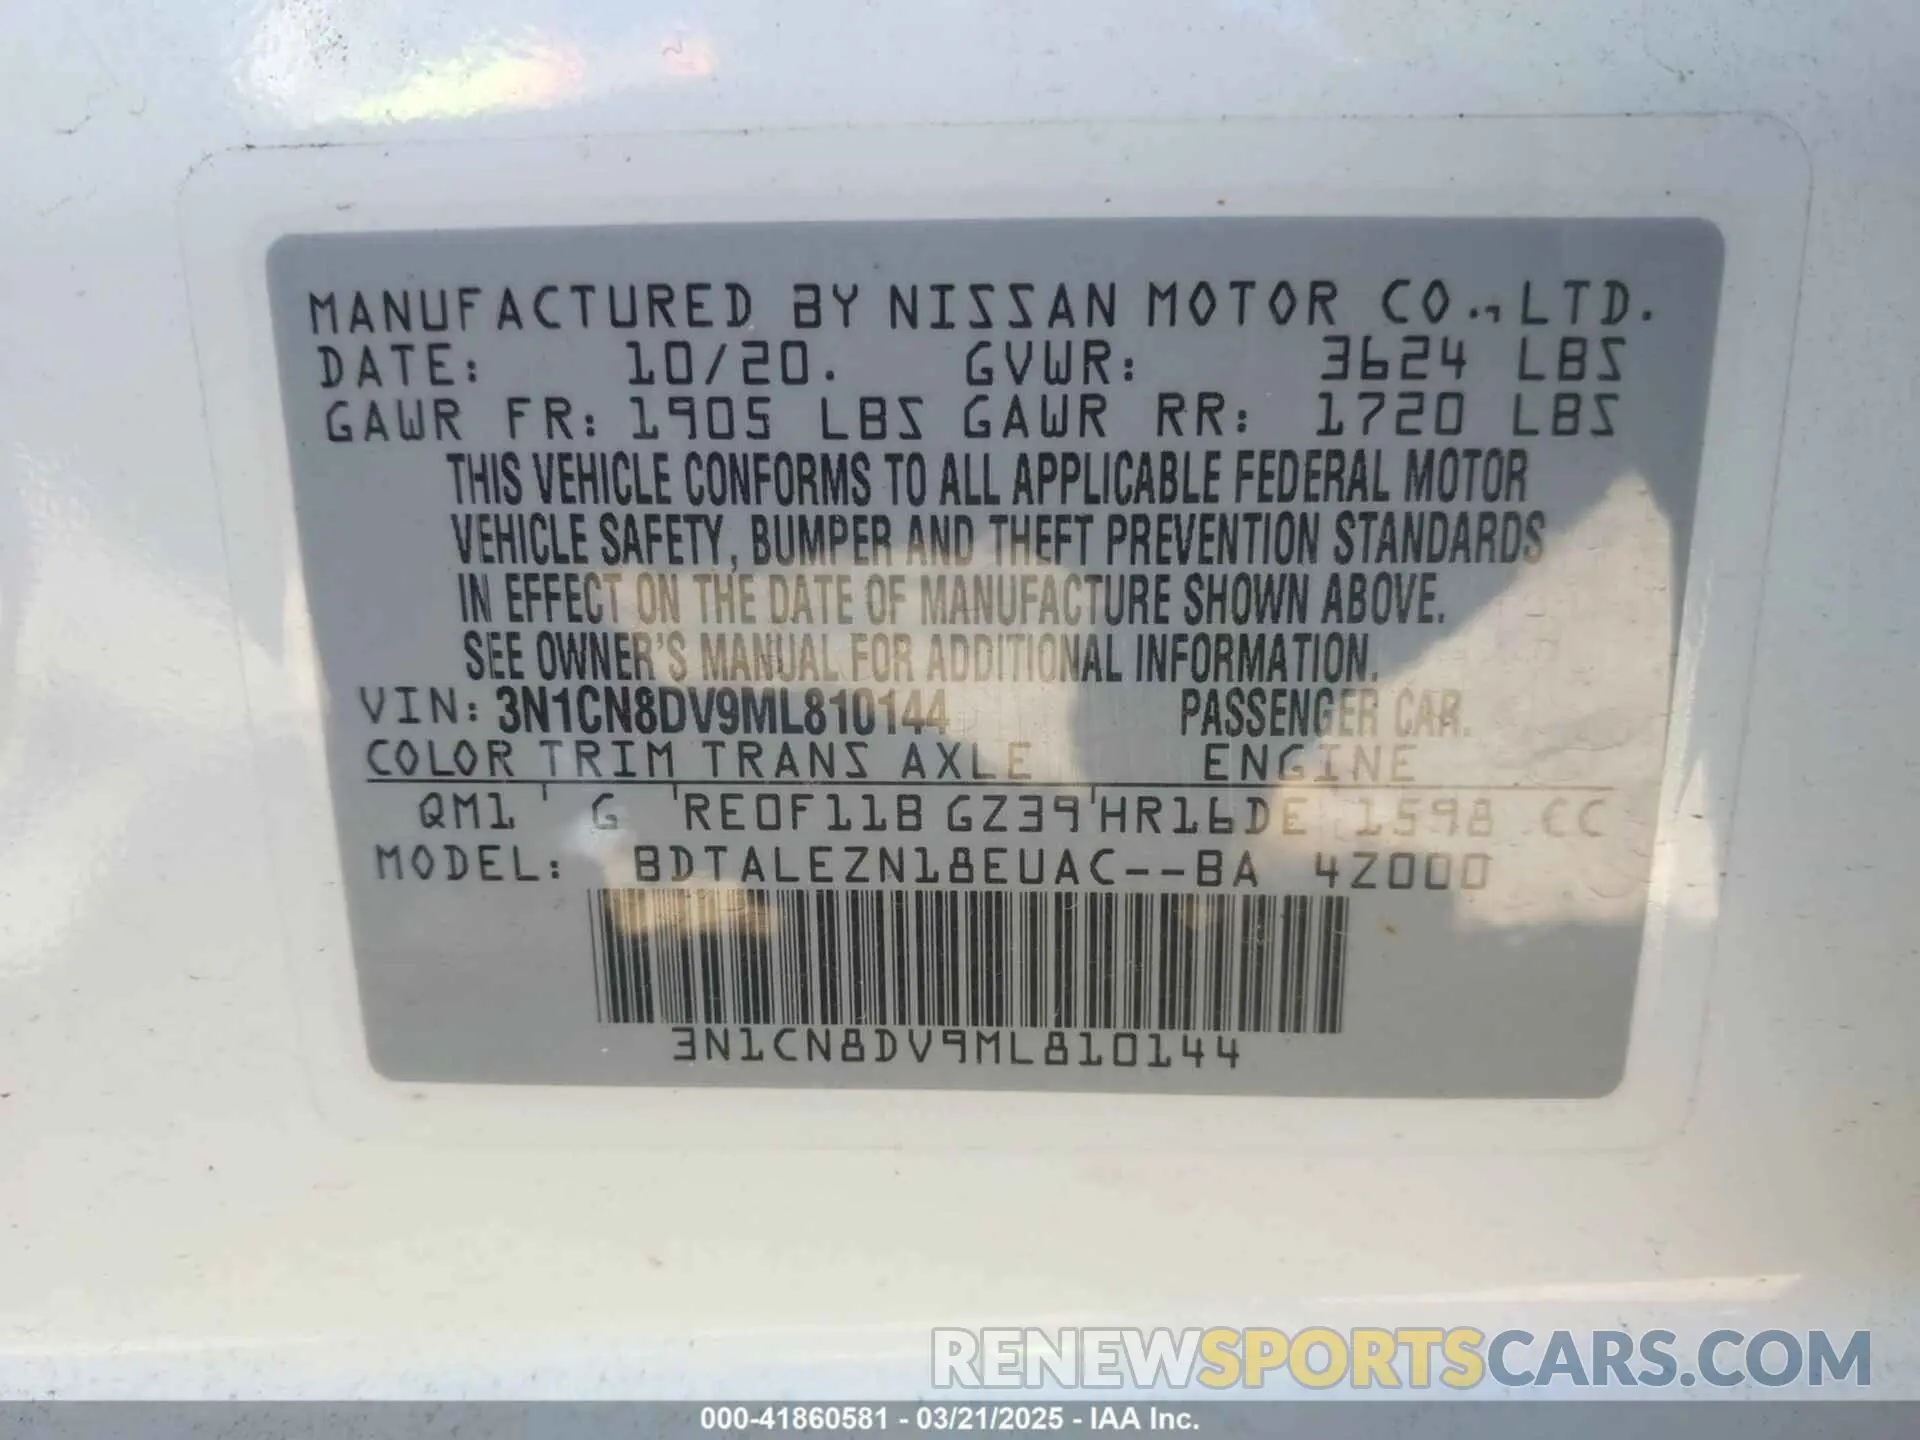 MANUFACTURED BY NISSAN MOTOR CO., LTD.
DATE: 10/20. GVWR: 3624 LBS
GAWR FR: 1905 LBS GAWR RR: 1720 LBS
THIS VEHICLE CONFORMS TO ALL APPLICABLE FEDERAL MOTOR
VEHICLE SAFETY, BUMPER AND THEFT PREVENTION STANDARDS
IN EFFECT ON THE DATE OF MANUFACTURE SHOWN ABOVE.
SEE OWNER'S MANUAL FOR ADDITIONAL INFORMATION.
VIN: 3N1CN8DV9ML810144 PASSENGER CAR.
COLOR TRIM TRANS AXLE ENGINE
QM1 G RE0F11B GZ39 HR16DE 1598 CC
MODEL: BDTALEZN18EUAC--BA 4Z000
3N1CN8DV9ML810144
RENEWSPORTSCARS.COM
000-41860581 - 03/21/2025 - IAA Inc.